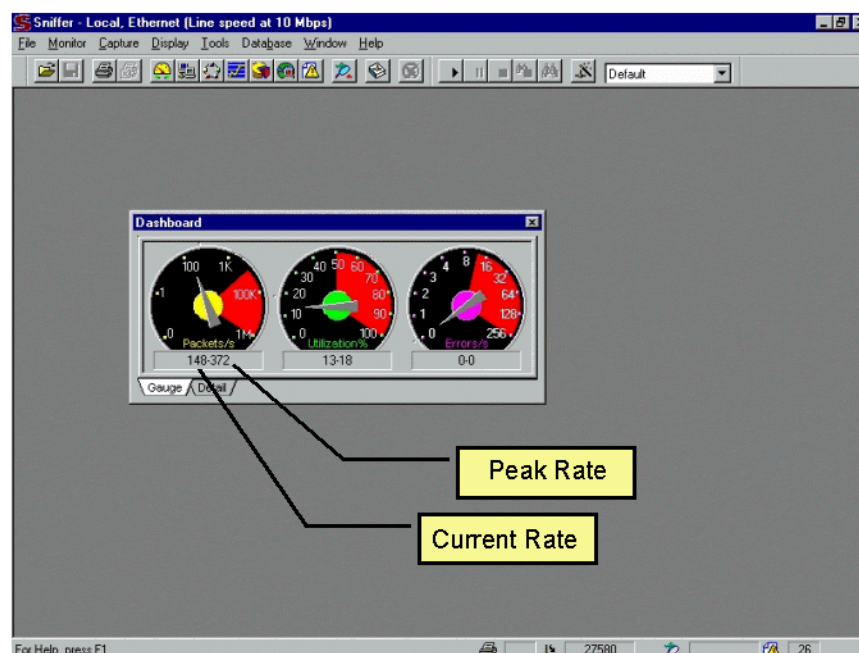 Sniffer - Local, Ethernet (Line speed at 10 Mbps)
File Monitor Capture Display Tools Database Window Help
Default
Dashboard
0 1 100 1K 100K 1M
Packets/s
148-372
0 10 20 30 40 50 60 70 80 90 100
Utilization%
13-18
0 1 2 3 4 8 16 32 64 128 256
Errors/s
0-0
Gauge Detail
Peak Rate
Current Rate
For Help, press F1
27580
26